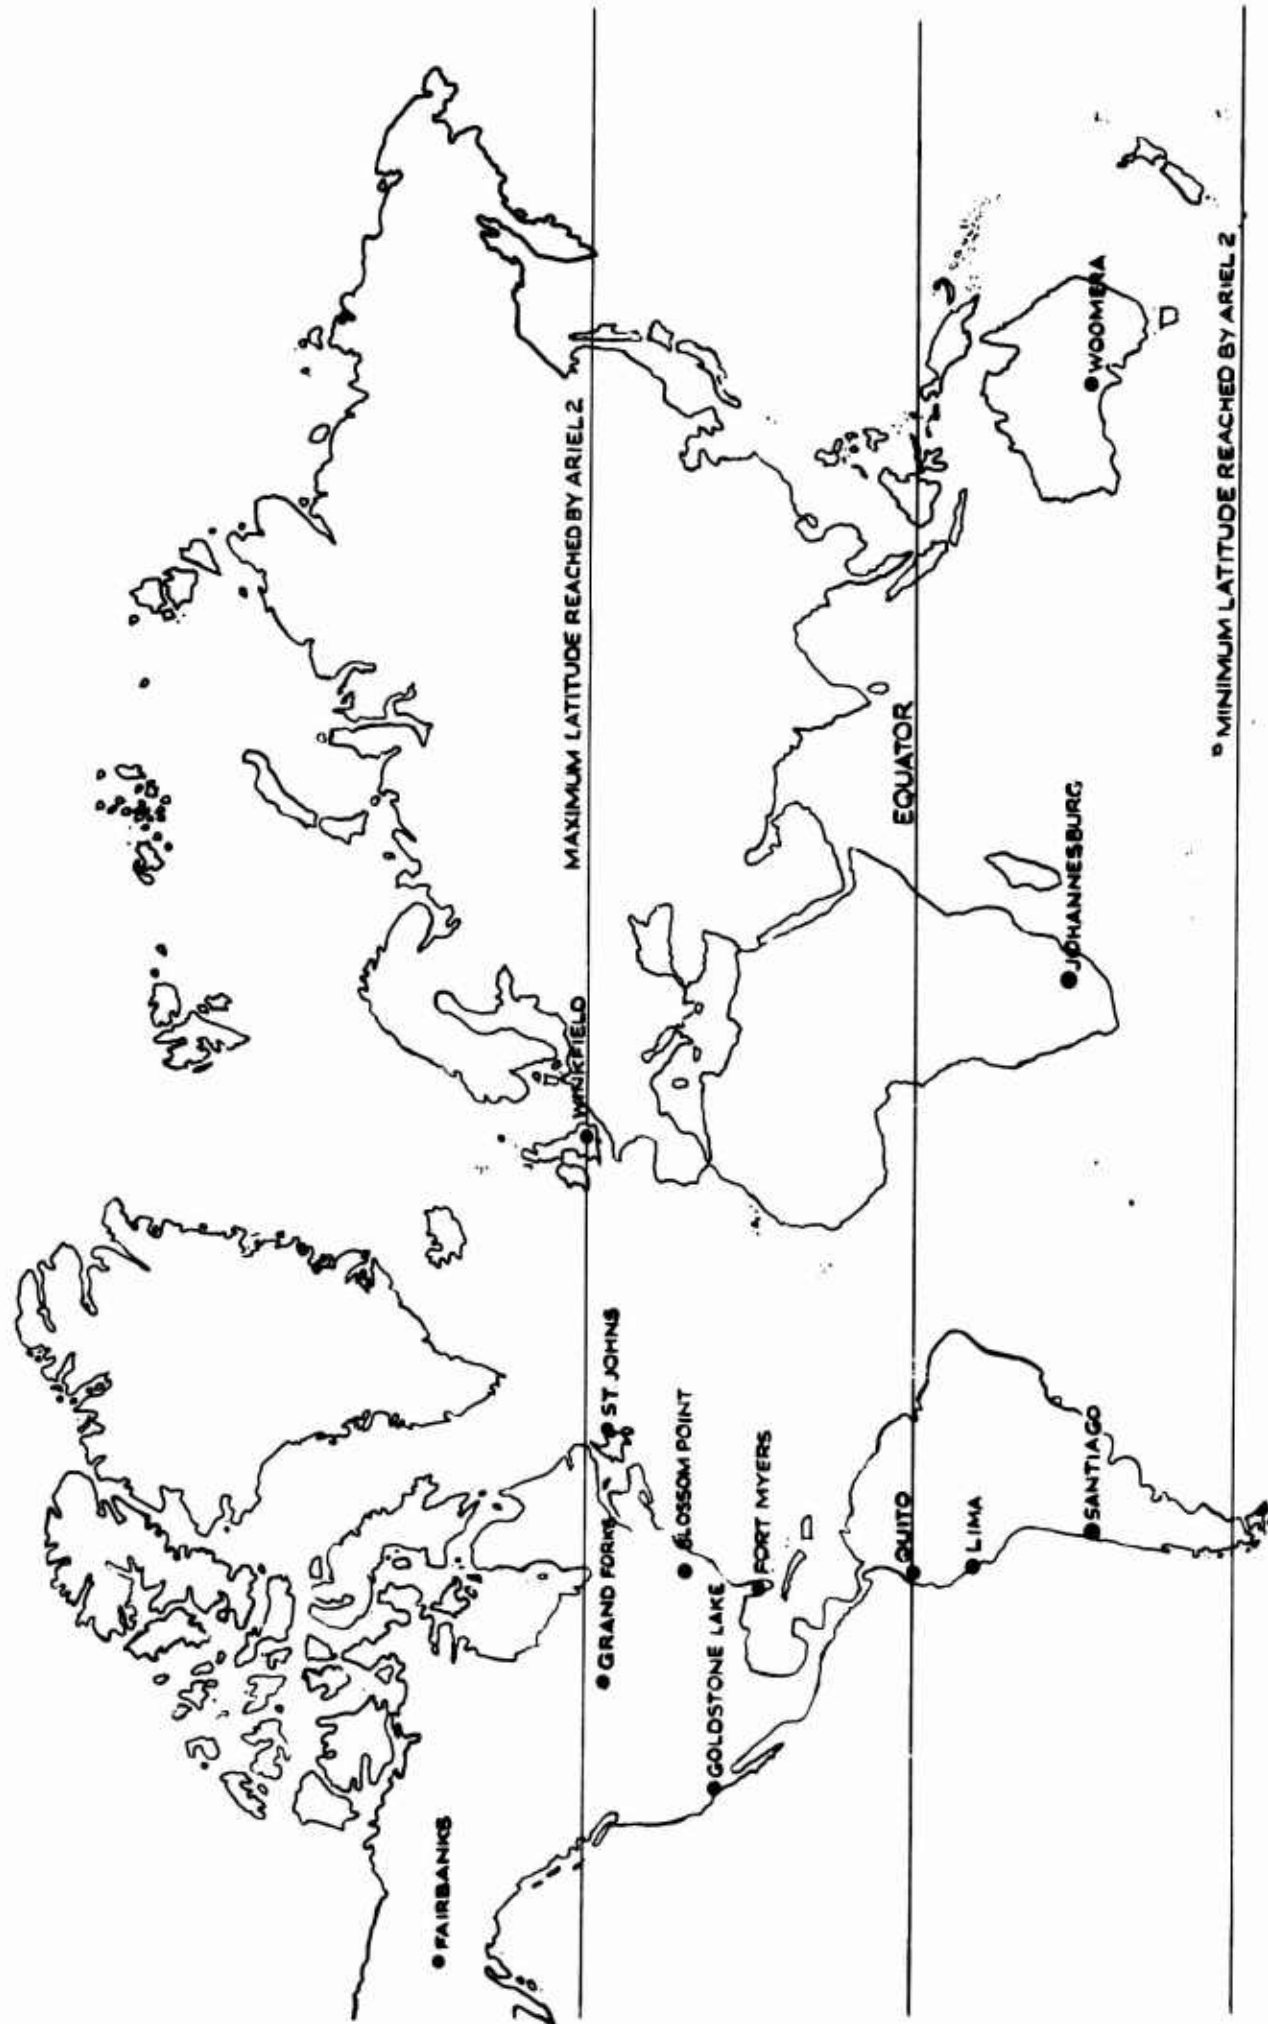 FAIRBANKS
MAXIMUM LATITUDE REACHED BY ARIEL 2
WINKFIELD
GRAND FORKS
ST JOHNS
BLOSSOM POINT
GOLDSTONE LAKE
FORT MYERS
EQUATOR
QUITO
LIMA
SANTIAGO
JOHANNESBURG
WOOMERA
MINIMUM LATITUDE REACHED BY ARIEL 2